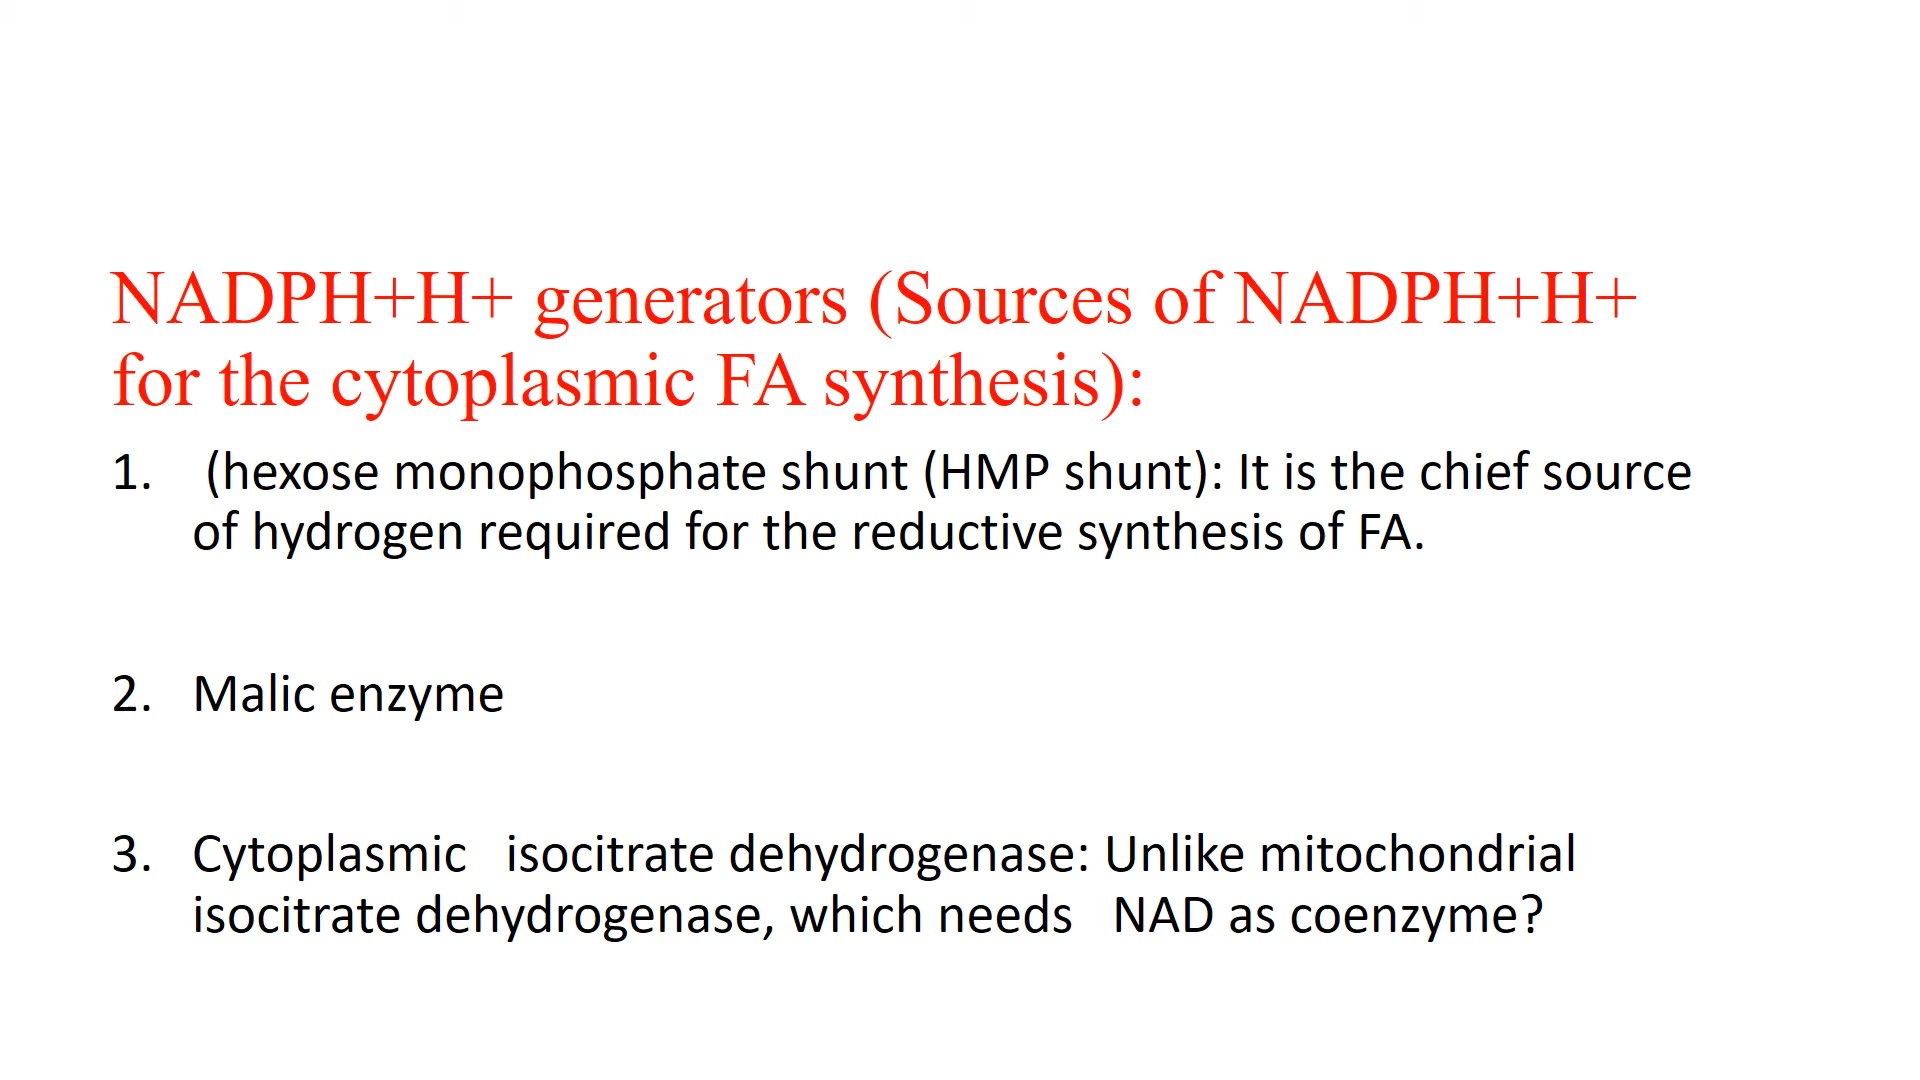 NADPH+H+ generators (Sources of NADPH+H+
for the cytoplasmic FA synthesis):
1. (hexose monophosphate shunt (HMP shunt): It is the chief source
of hydrogen required for the reductive synthesis of FA.
2. Malic enzyme
3. Cytoplasmic isocitrate dehydrogenase: Unlike mitochondrial
isocitrate dehydrogenase, which needs NAD as coenzyme?